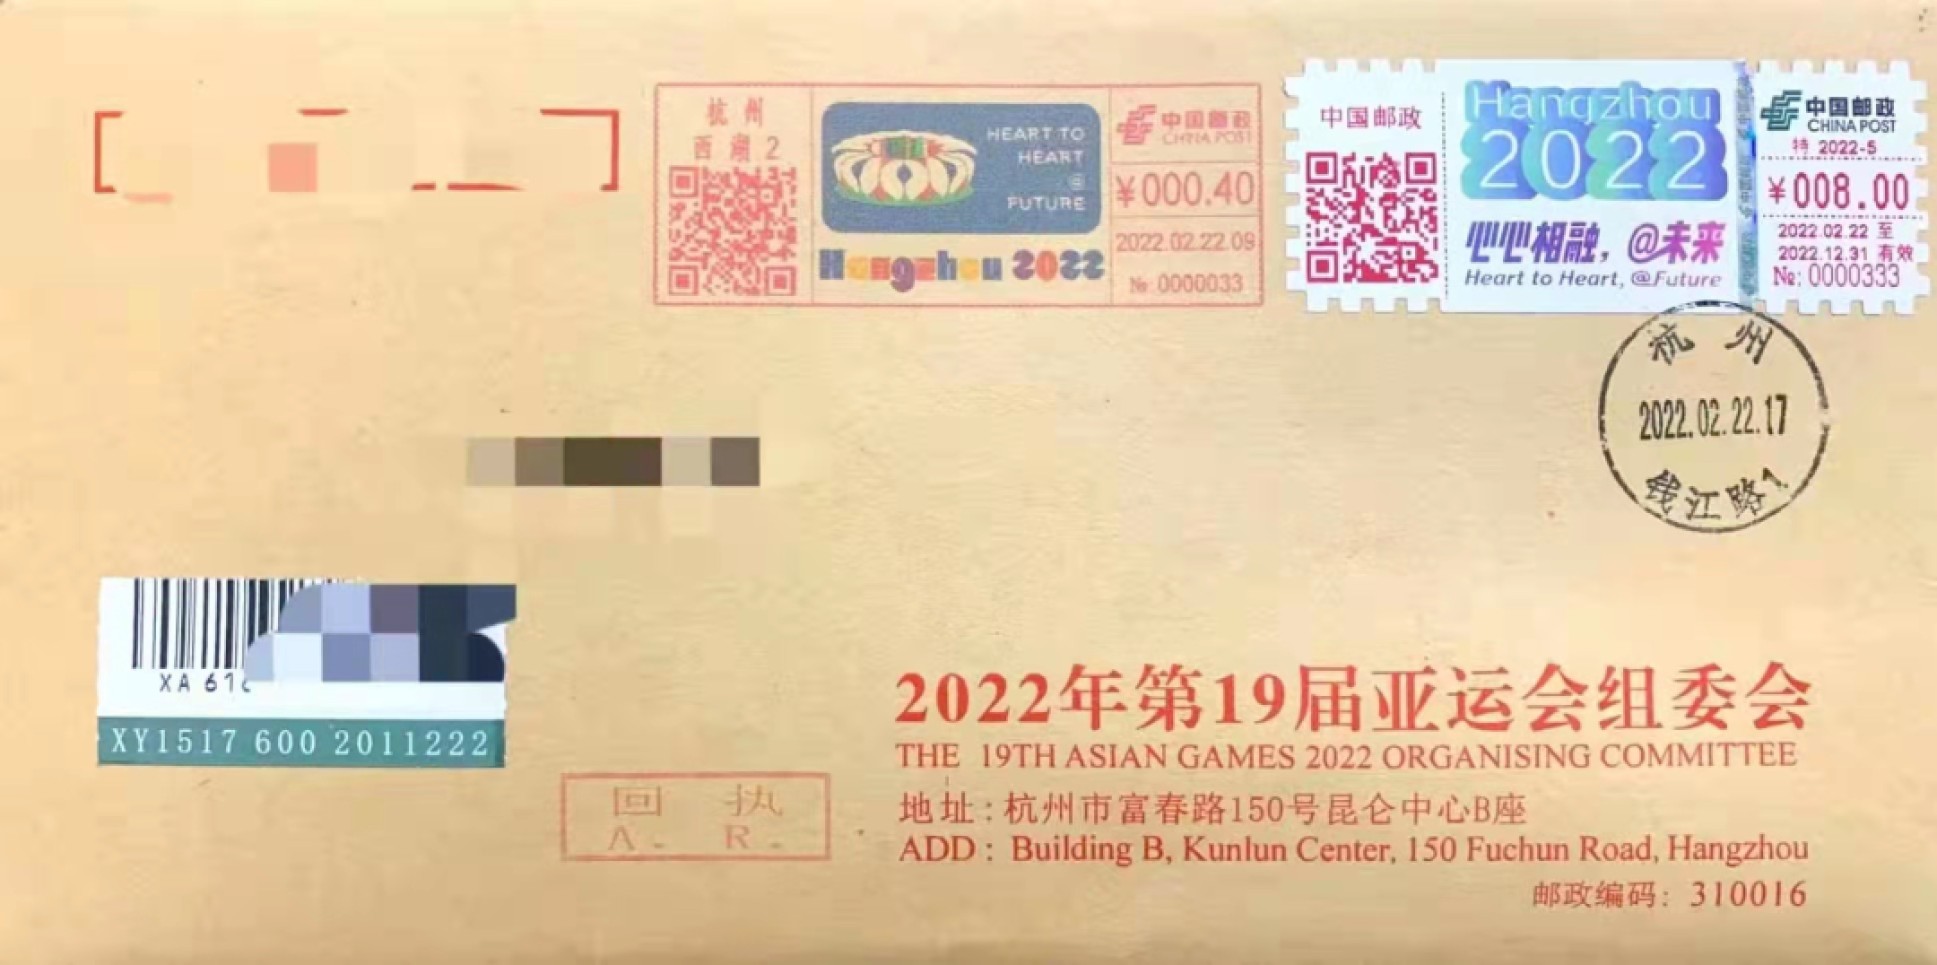 杭州
西湖2
HEART TO
HEART
@
FUTURE
Hangzhou 2022
中国邮政
CHINA POST
¥000.40
2022.02.22.09
№ 0000033
中国邮政
Hangzhou
2022
心心相融，@未来
Heart to Heart, @Future
中国邮政
CHINA POST
特 2022-5
¥008.00
2022.02.22 至
2022.12.31 有效
№: 0000333
杭州
2022.02.22.17
钱江路1
XA 616
XY1517 600 2011222
回 执
A. R.
2022年第19届亚运会组委会
THE 19TH ASIAN GAMES 2022 ORGANISING COMMITTEE
地址:杭州市富春路150号昆仑中心B座
ADD: Building B, Kunlun Center, 150 Fuchun Road, Hangzhou
邮政编码: 310016